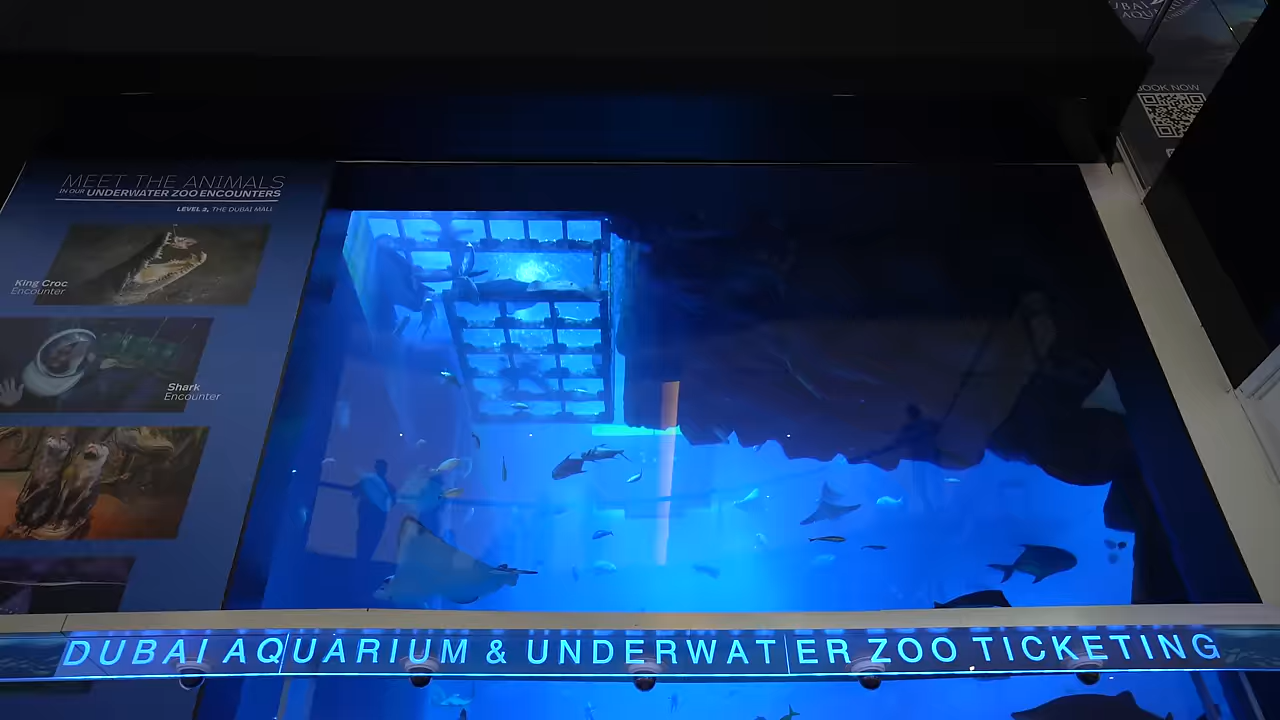 MEET THE ANIMALS
IN OUR UNDERWATER ZOO ENCOUNTERS
LEVEL 2, THE DUBAI MALL
King Croc
Encounter
Shark
Encounter
BOOK NOW
DUBAI AQUARIUM & UNDERWATER ZOO TICKETING